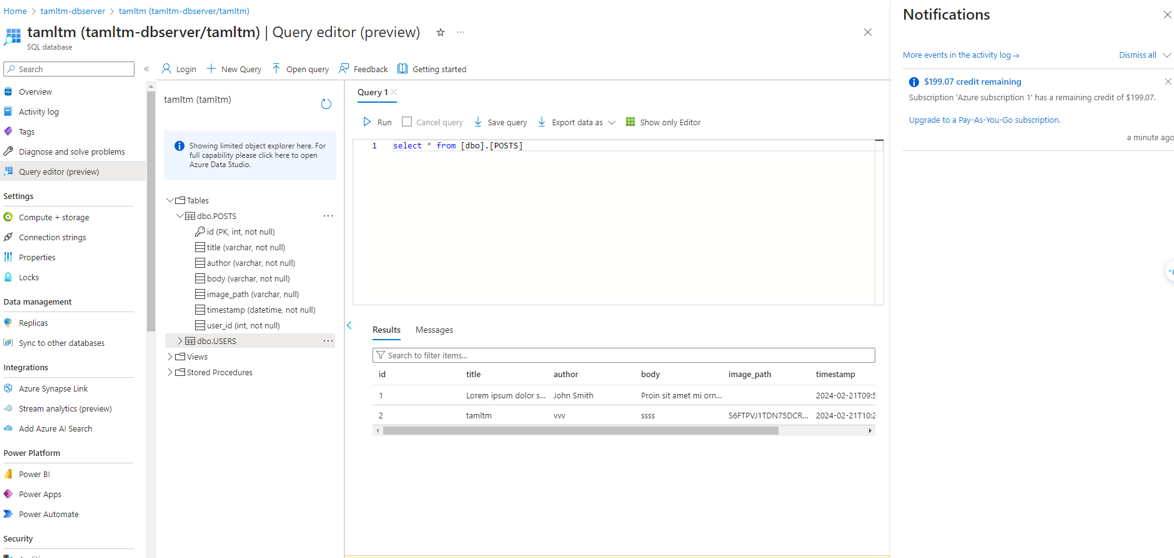 Home > tamltm-dbserver > tamltm (tamltm-dbserver/tamltm)
tamltm (tamltm-dbserver/tamltm) | Query editor (preview)
SQL database
Search
Overview
Activity log
Tags
Diagnose and solve problems
Query editor (preview)
Settings
Compute + storage
Connection strings
Properties
Locks
Data management
Replicas
Sync to other databases
Integrations
Azure Synapse Link
Stream analytics (preview)
Add Azure AI Search
Power Platform
Power BI
Power Apps
Power Automate
Security
Login
New Query
Open query
Feedback
Getting started
tamltm (tamltm)
Showing limited object explorer here. For
full capability please click here to open
Azure Data Studio.
Tables
dbo.POSTS
id (PK, int, not null)
title (varchar, not null)
author (varchar, not null)
body (varchar, not null)
image_path (varchar, null)
timestamp (datetime, not null)
user_id (int, not null)
dbo.USERS
Views
Stored Procedures
Query 1
Run
Cancel query
Save query
Export data as
Show only Editor
1 select * from [dbo].[POSTS]
Results Messages
Search to filter items...
id title author body image_path timestamp
1 Lorem ipsum dolor s... John Smith Proin sit amet mi orn... 2024-02-21T09:5
2 tamltm vvv ssss S6FTPVJ1TDN75DCR... 2024-02-21T10:2
Notifications
More events in the activity log →
Dismiss all
$199.07 credit remaining
Subscription 'Azure subscription 1' has a remaining credit of $199.07.
Upgrade to a Pay-As-You-Go subscription.
a minute ago